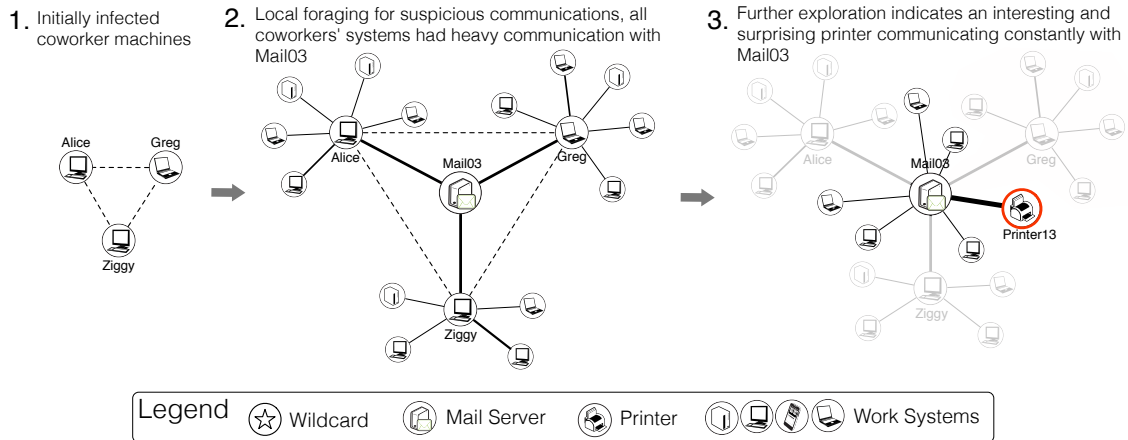 1. Initially infected
coworker machines
Alice
Greg
Ziggy
2. Local foraging for suspicious communications, all
coworkers' systems had heavy communication with
Mail03
Alice
Mail03
Greg
Ziggy
3. Further exploration indicates an interesting and
surprising printer communicating constantly with
Mail03
Alice
Mail03
Greg
Printer13
Ziggy
Legend
Wildcard
Mail Server
Printer
Work Systems